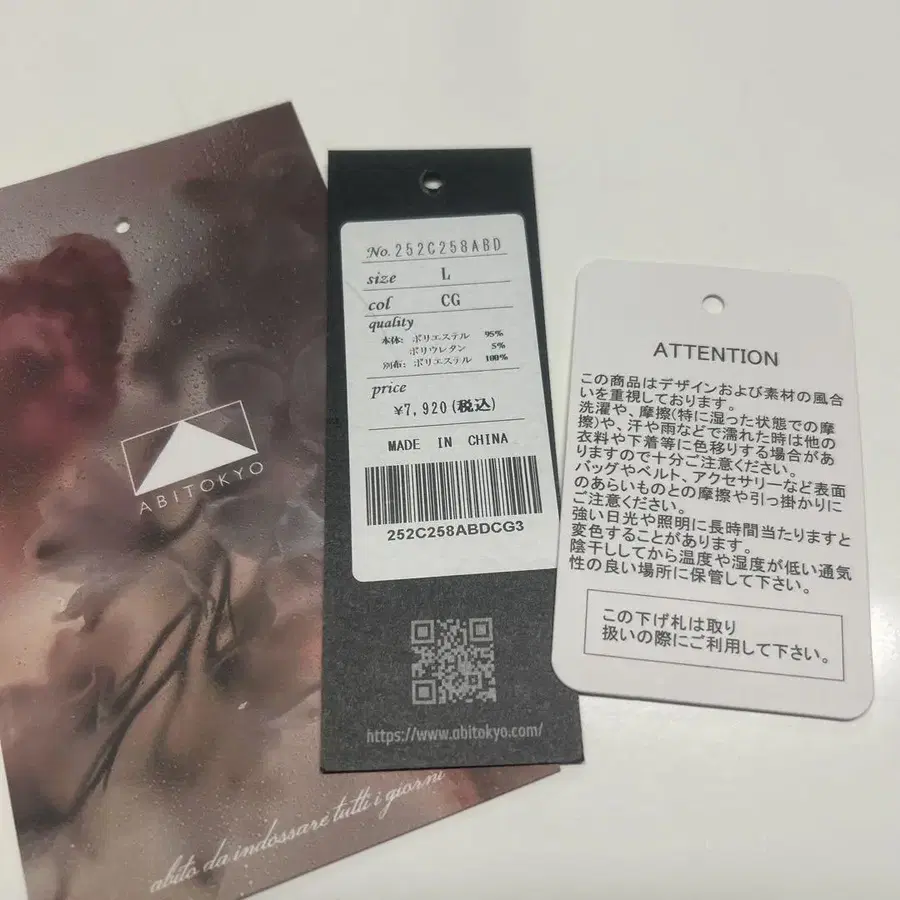 ABITOKYO
abito da indossare tutti i giorni
No. 252C258ABD
size L
col CG
quality
本体: ポリエステル 95%
ポリウレタン 5%
別布: ポリエステル 100%
price
¥7,920(税込)
MADE IN CHINA
252C258ABDCG3
https://www.abitokyo.com/
ATTENTION
この商品はデザインおよび素材の風合
いを重視しております。
洗濯や、摩擦(特に湿った状態での摩
擦)や、汗や雨などで濡れた時は他の
衣料や下着等に色移りする場合があ
りますので十分ご注意ください。
バッグやベルト、アクセサリーなど表面
のあらいものとの摩擦や引っ掛かりに
ご注意ください。
強い日光や照明に長時間当たりますと
変色することがあります。
陰干ししてから温度や湿度が低い通気
性の良い場所に保管して下さい。
この下げ札は取り
扱いの際にご利用して下さい。